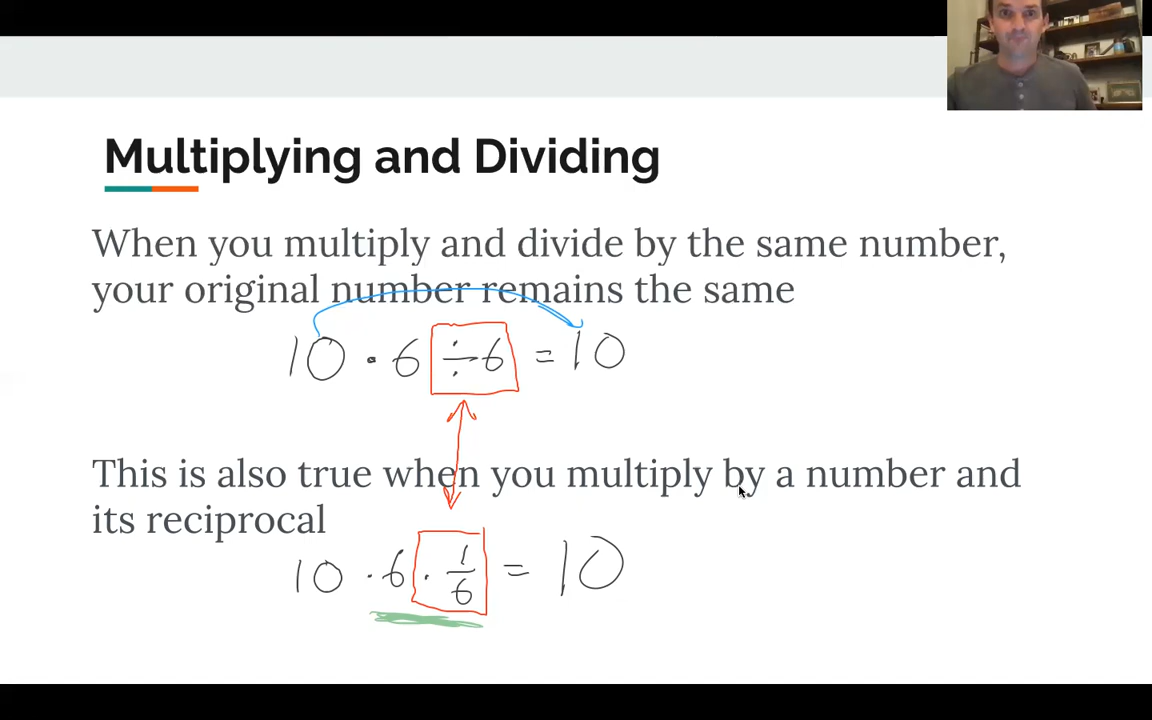 Multiplying and Dividing
When you multiply and divide by the same number,
your original number remains the same
10 · 6 ÷ 6 = 10
This is also true when you multiply by a number and
its reciprocal
10 · 6 · 1/6 = 10